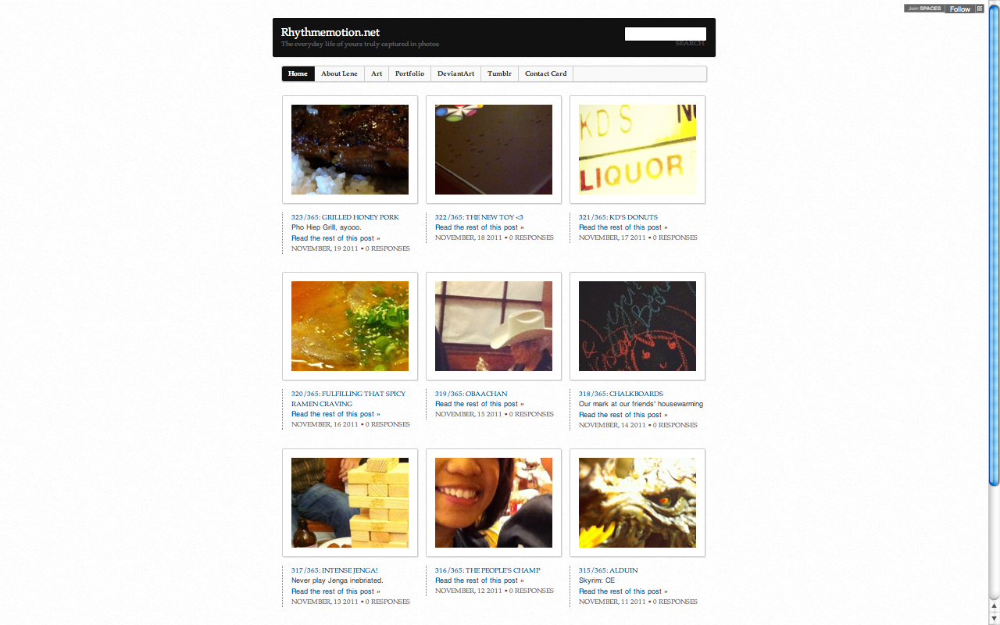 Join SPACES Follow
Rhythmemotion.net
The everyday life of yours truly captured in photos
SEARCH
Home About Lene Art Portfolio DeviantArt Tumblr Contact Card
KD S
LIQUOR
323/365: GRILLED HONEY PORK
Pho Hiep Grill, ayooo.
Read the rest of this post »
NOVEMBER, 19 2011 • 0 RESPONSES
322/365: THE NEW TOY <3
Read the rest of this post »
NOVEMBER, 18 2011 • 0 RESPONSES
321/365: KD'S DONUTS
Read the rest of this post »
NOVEMBER, 17 2011 • 0 RESPONSES
320/365: FULFILLING THAT SPICY
RAMEN CRAVING
Read the rest of this post »
NOVEMBER, 16 2011 • 0 RESPONSES
319/365: OBAACHAN
Read the rest of this post »
NOVEMBER, 15 2011 • 0 RESPONSES
318/365: CHALKBOARDS
Our mark at our friends' housewarming
Read the rest of this post »
NOVEMBER, 14 2011 • 0 RESPONSES
317/365: INTENSE JENGA!
Never play Jenga inebriated.
Read the rest of this post »
NOVEMBER, 13 2011 • 0 RESPONSES
316/365: THE PEOPLE'S CHAMP
Read the rest of this post »
NOVEMBER, 12 2011 • 0 RESPONSES
315/365: ALDUIN
Skyrim: CE
Read the rest of this post »
NOVEMBER, 11 2011 • 0 RESPONSES